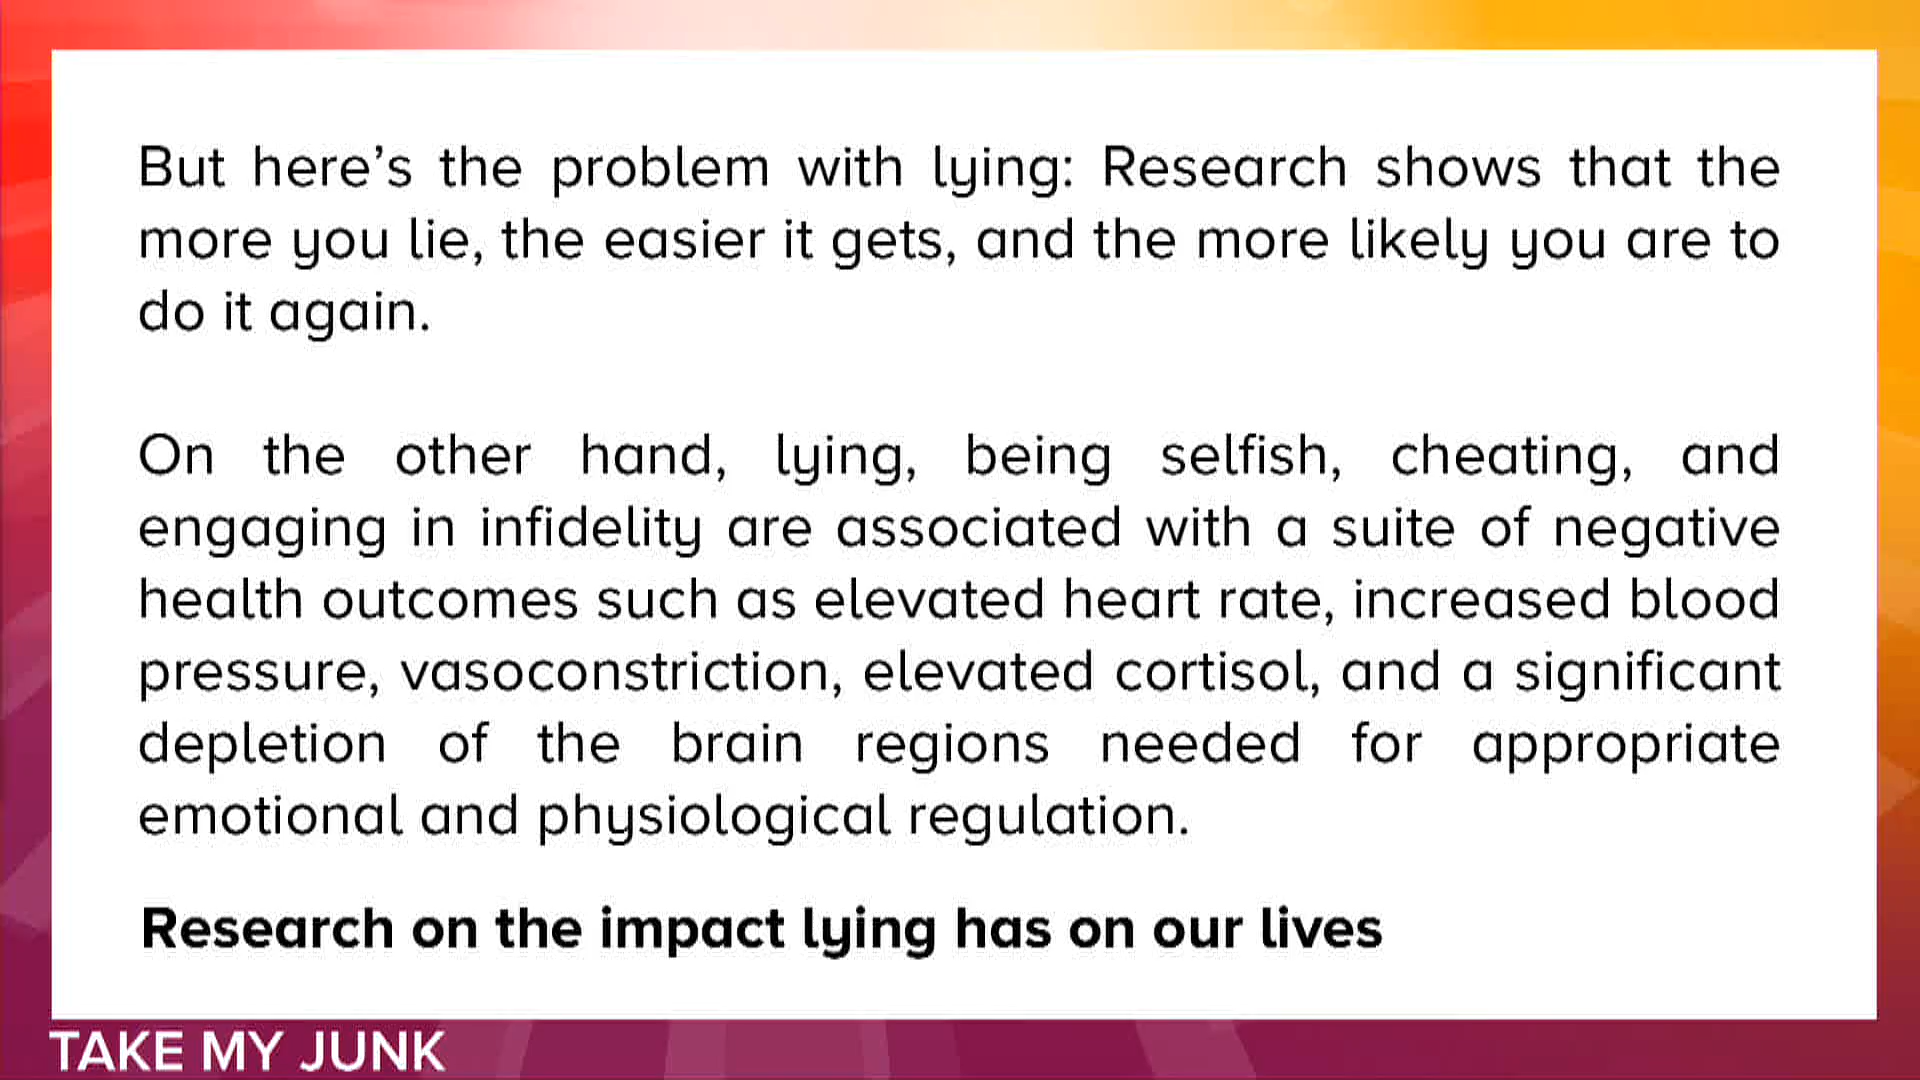 But here’s the problem with lying: Research shows that the
more you lie, the easier it gets, and the more likely you are to
do it again.
On the other hand, lying, being selfish, cheating, and
engaging in infidelity are associated with a suite of negative
health outcomes such as elevated heart rate, increased blood
pressure, vasoconstriction, elevated cortisol, and a significant
depletion of the brain regions needed for appropriate
emotional and physiological regulation.
Research on the impact lying has on our lives
TAKE MY JUNK